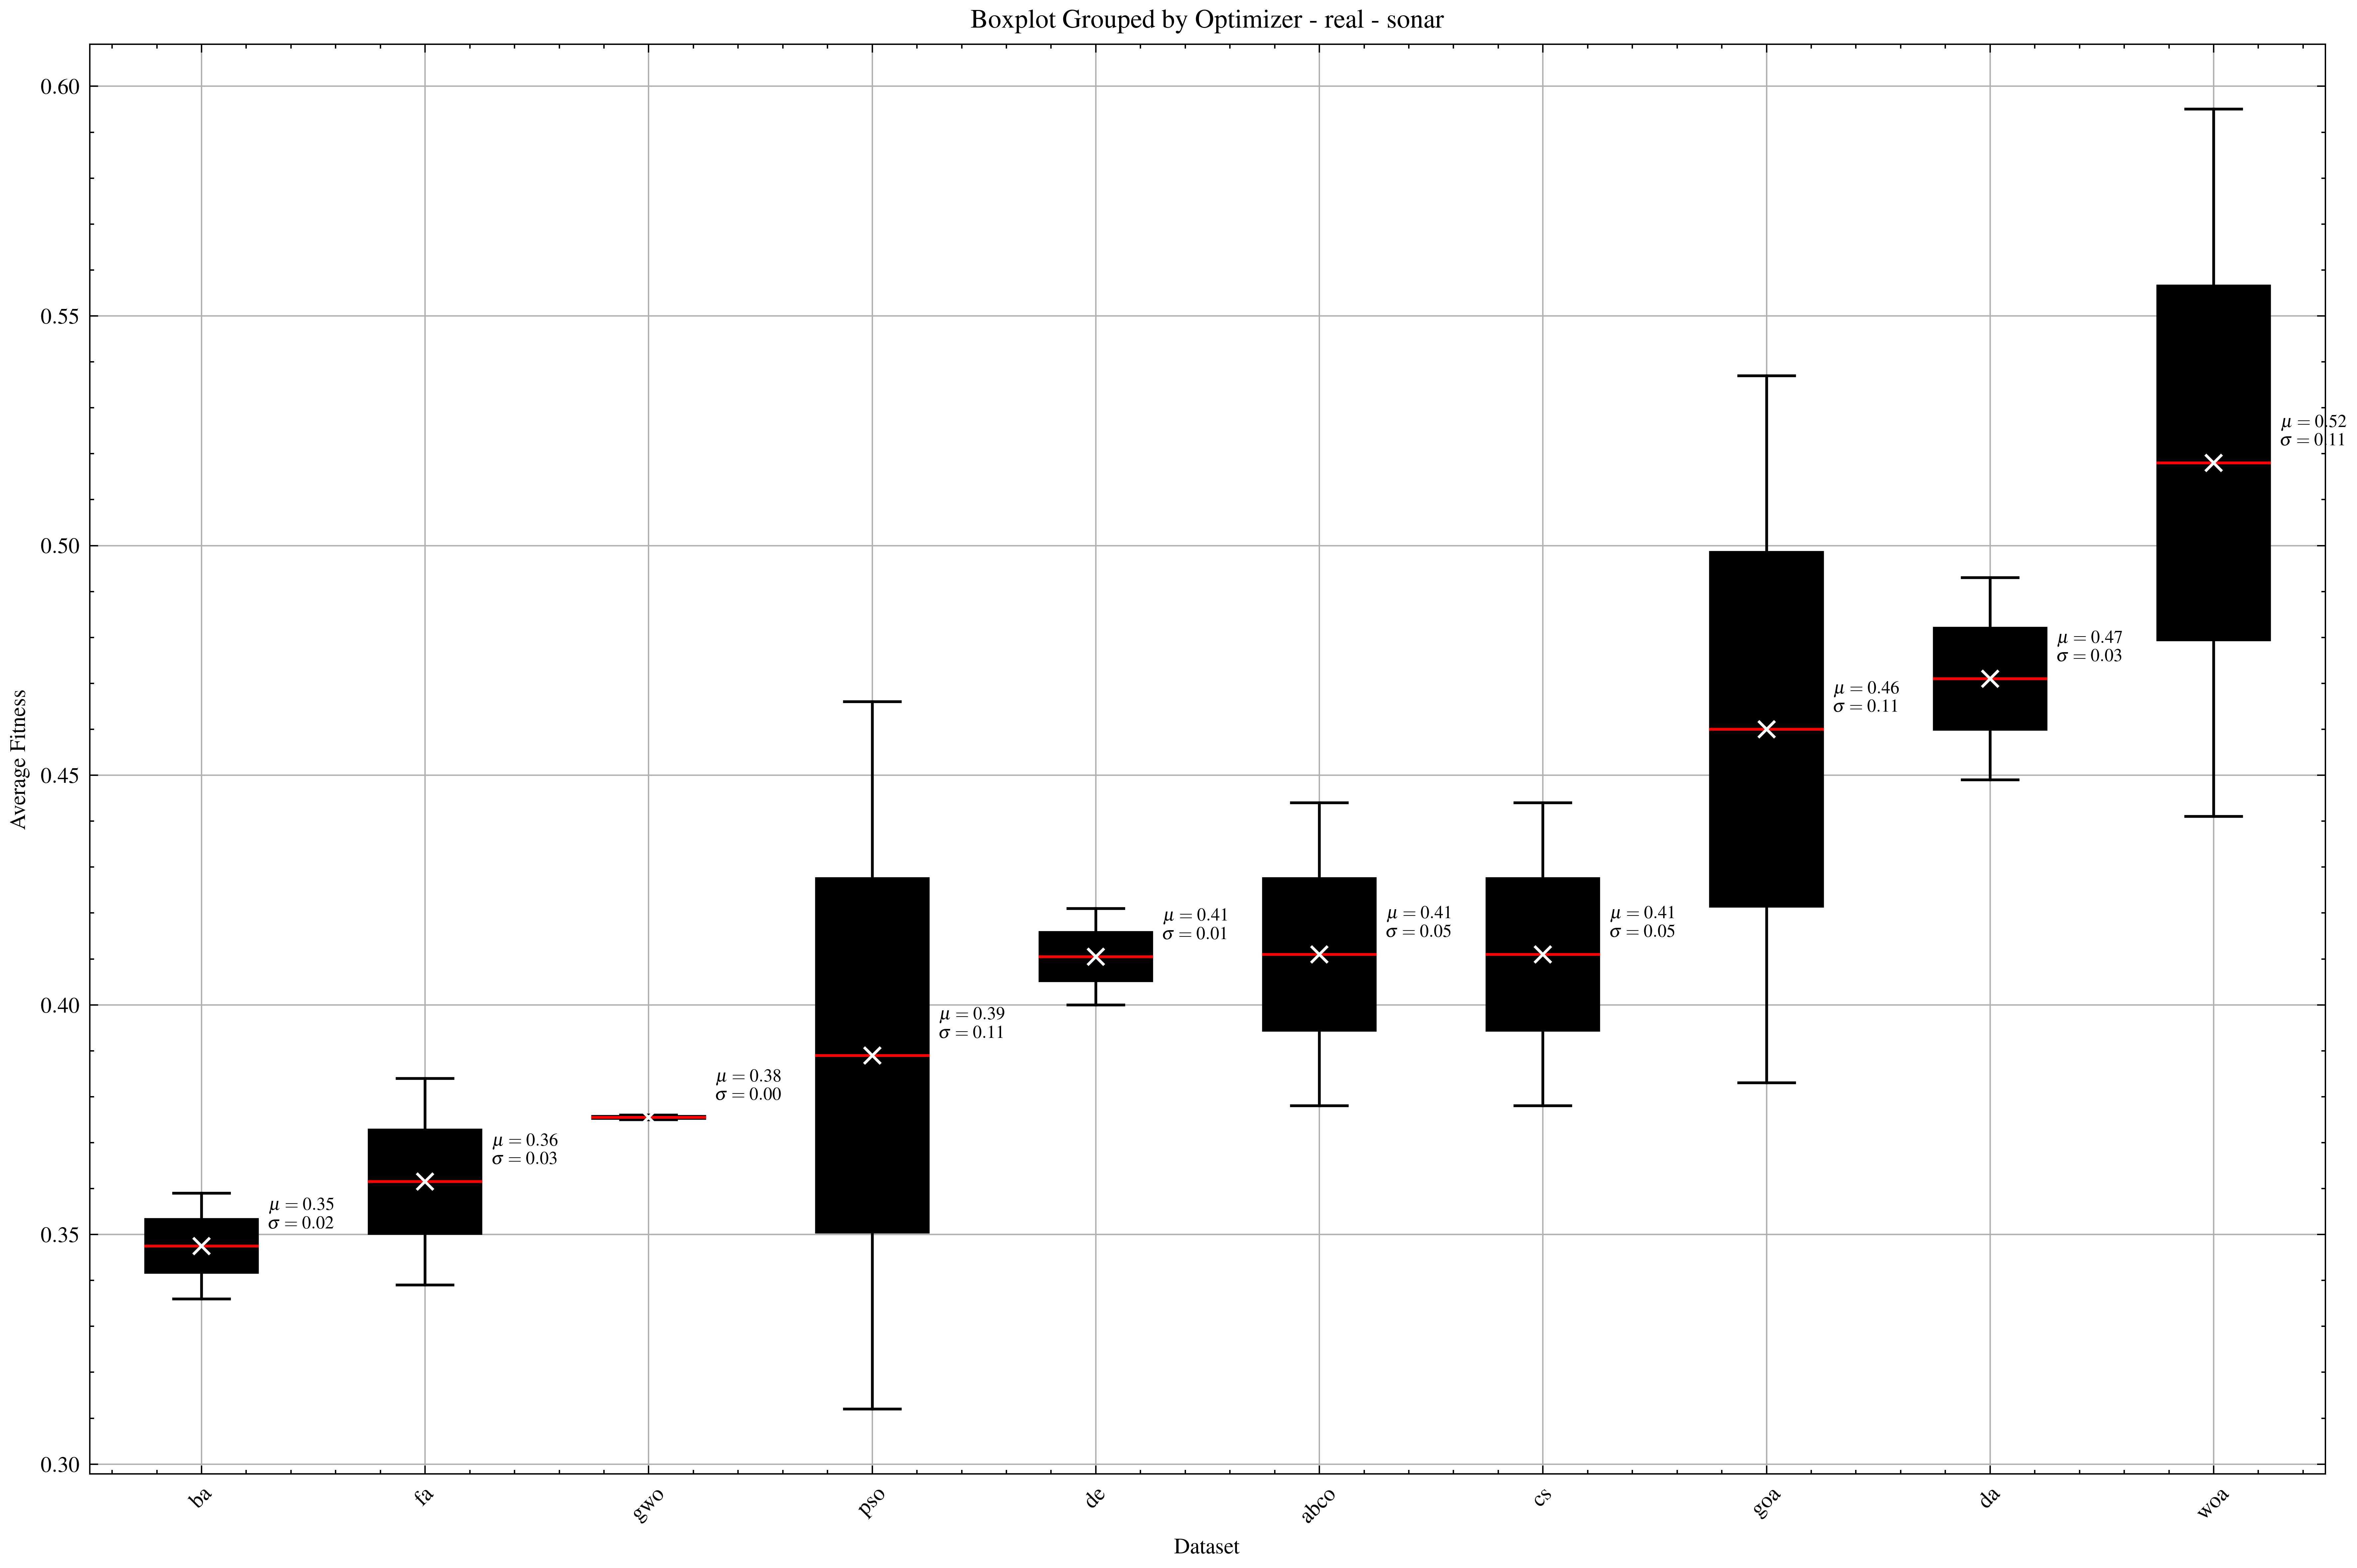 Boxplot Grouped by Optimizer - real - sonar
0.60
0.55
0.50
0.45
0.40
0.35
0.30
Average Fitness
μ = 0.35
σ = 0.02
μ = 0.36
σ = 0.03
μ = 0.38
σ = 0.00
μ = 0.39
σ = 0.11
μ = 0.41
σ = 0.01
μ = 0.41
σ = 0.05
μ = 0.41
σ = 0.05
μ = 0.46
σ = 0.11
μ = 0.47
σ = 0.03
μ = 0.52
σ = 0.11
ba
fa
gwo
pso
de
abco
cs
goa
da
woa
Dataset